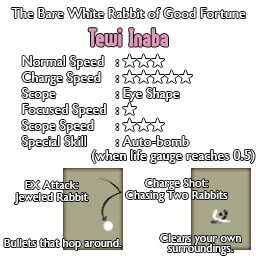 The Bare White Rabbit of Good Fortune
Tewi Inaba
Normal Speed : ☆☆☆
Charge Speed : ☆☆☆☆☆
Scope : Eye Shape
Focused Speed : ☆
Scope Speed : ☆☆☆
Special Skill : Auto-bomb
(when life gauge reaches 0.5)
EX Attack:
Jeweled Rabbit
Bullets that hop around.
Charge Shot:
Chasing Two Rabbits
Clears your own
surroundings.